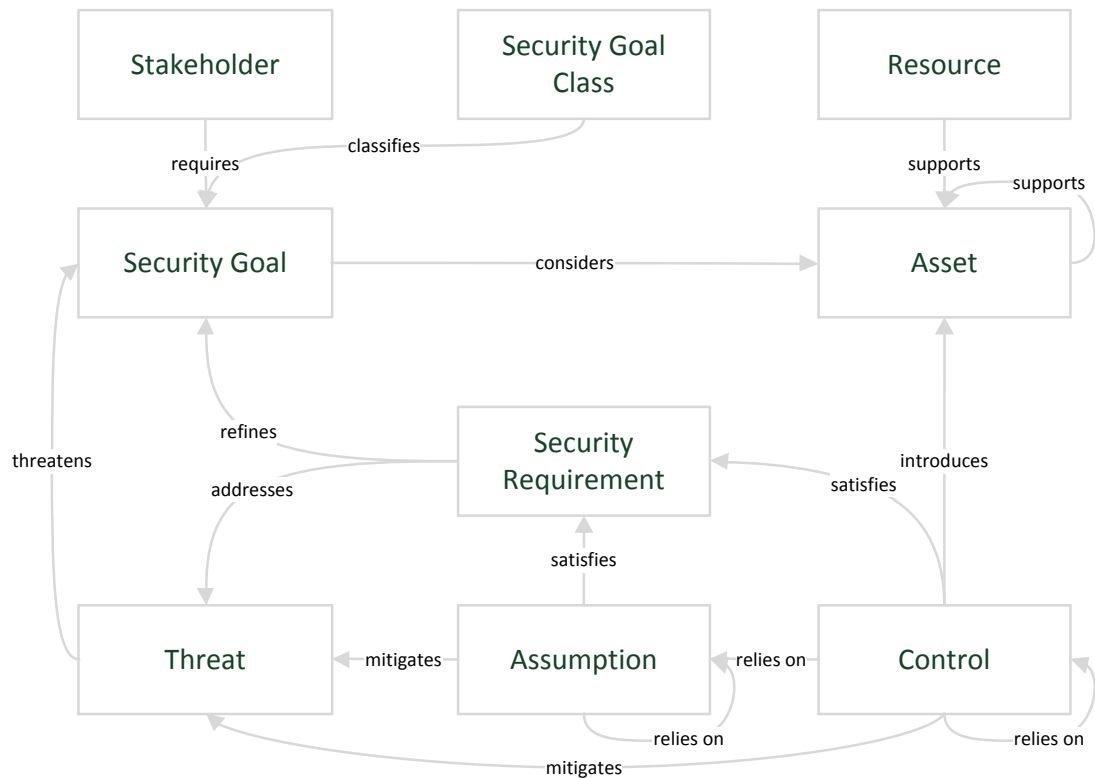 Stakeholder
Security Goal
Class
Resource
requires
classifies
supports
supports
Security Goal
considers
Asset
refines
threatens
addresses
Security
Requirement
satisfies
introduces
satisfies
Threat
mitigates
Assumption
relies on
Control
relies on
relies on
mitigates